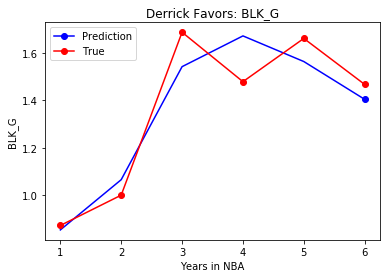 Derrick Favors: BLK_G
Prediction
True
1.6
1.4
1.2
1.0
BLK_G
1 2 3 4 5 6
Years in NBA